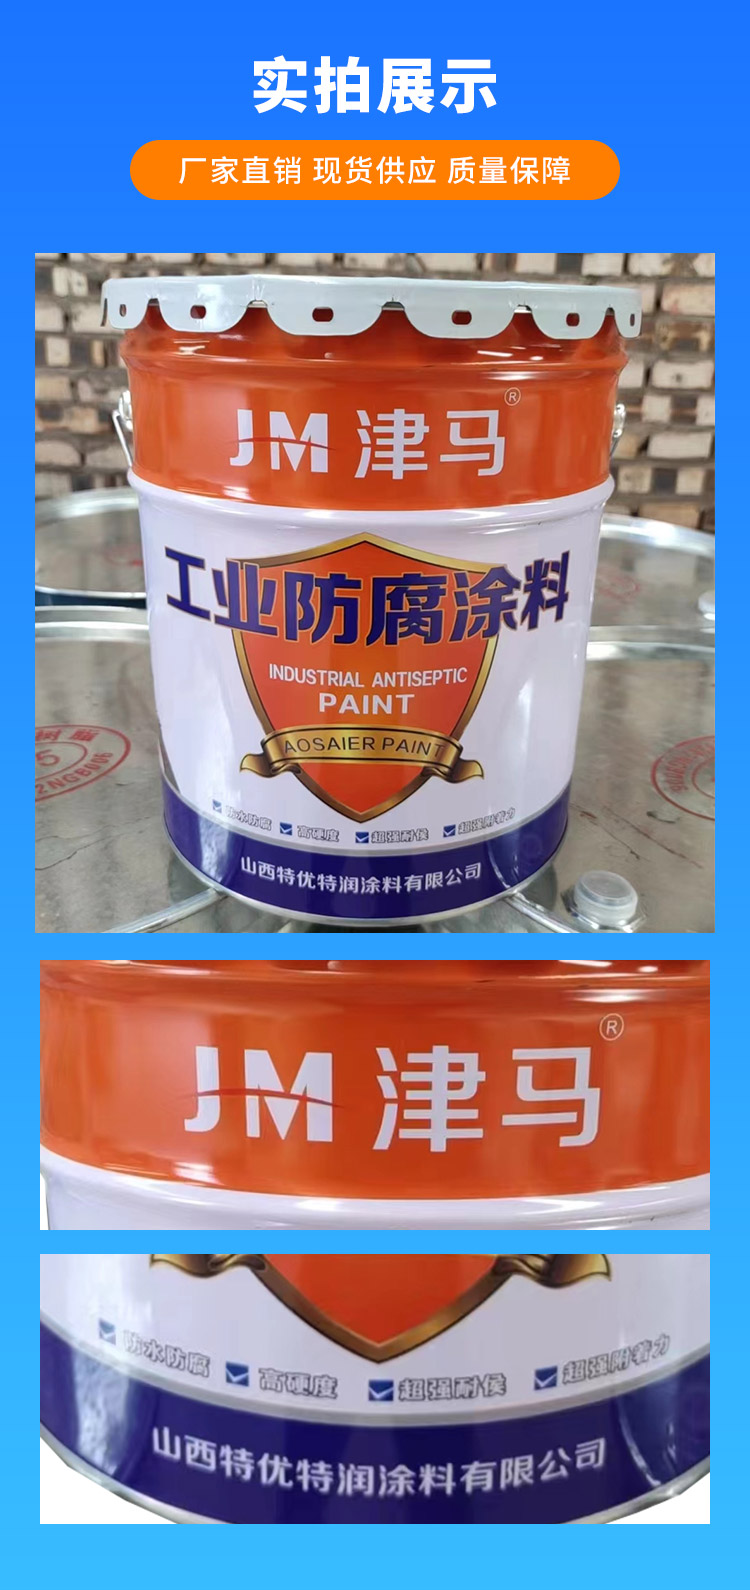 实拍展示
厂家直销 现货供应 质量保障
JM 津马®
工业防腐涂料
INDUSTRIAL ANTISEPTIC
PAINT
AOSAIER PAINT
防水防腐 高硬度 超强耐侯 超强附着力
山西特优特润涂料有限公司
JM 津马®
防水防腐 高硬度 超强耐侯 超强附着力
山西特优特润涂料有限公司